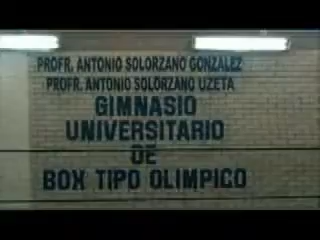 PROFR. ANTONIO SOLORZANO GONZALEZ
PROFR. ANTONIO SOLORZANO UZETA
GIMNASIO
UNIVERSITARIO
DE
BOX TIPO OLIMPICO